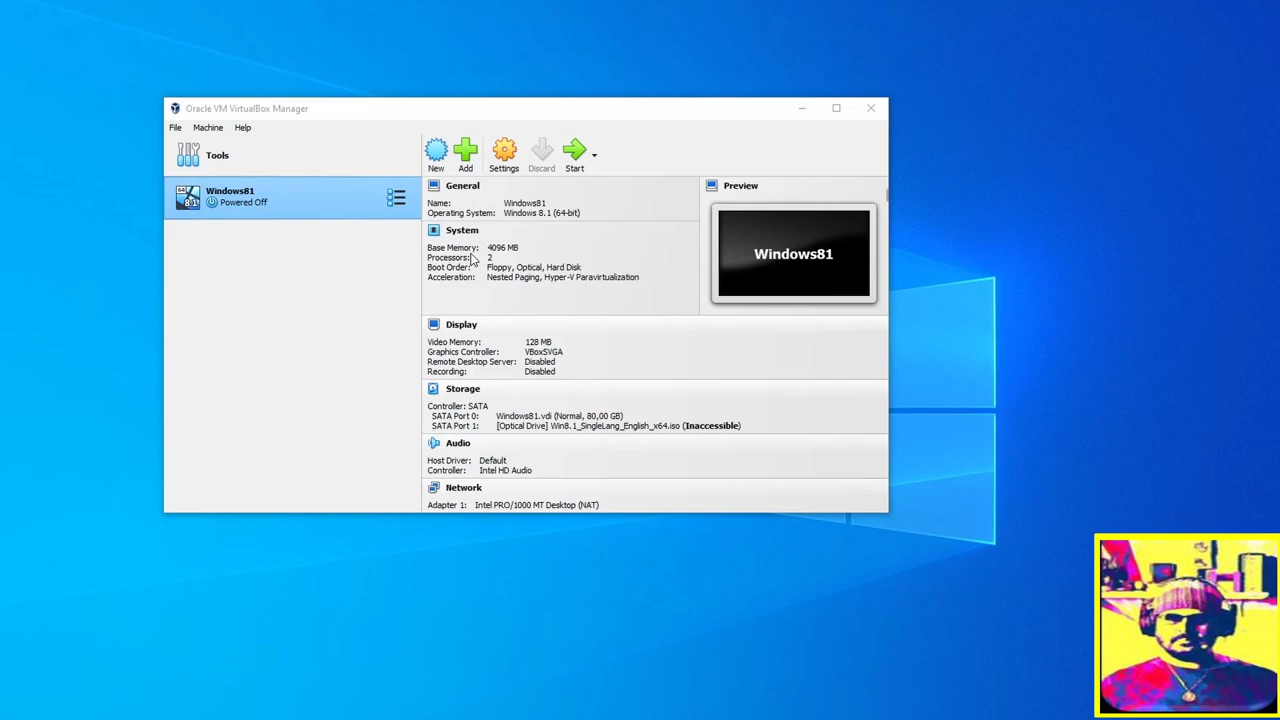 Oracle VM VirtualBox Manager
File Machine Help
Tools
New Add Settings Discard Start
Windows81
Powered Off
General
Name: Windows81
Operating System: Windows 8.1 (64-bit)
System
Base Memory: 4096 MB
Processors: 2
Boot Order: Floppy, Optical, Hard Disk
Acceleration: Nested Paging, Hyper-V Paravirtualization
Preview
Windows81
Display
Video Memory: 128 MB
Graphics Controller: VBoxSVGA
Remote Desktop Server: Disabled
Recording: Disabled
Storage
Controller: SATA
SATA Port 0: Windows81.vdi (Normal, 80,00 GB)
SATA Port 1: [Optical Drive] Win8.1_SingleLang_English_x64.iso (Inaccessible)
Audio
Host Driver: Default
Controller: Intel HD Audio
Network
Adapter 1: Intel PRO/1000 MT Desktop (NAT)